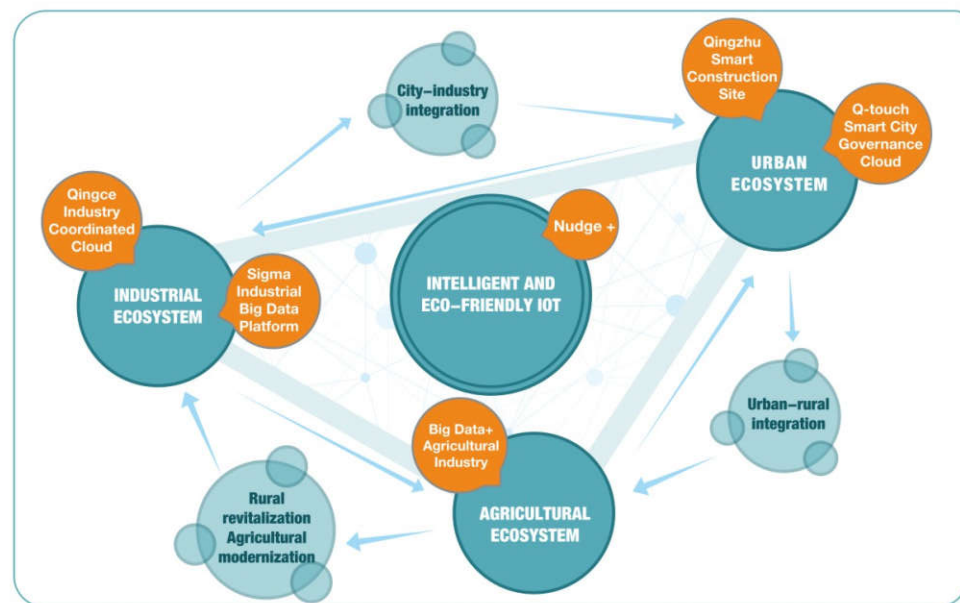 City–industry
integration
Qingzhu
Smart
Construction
Site
Q-touch
Smart City
Governance
Cloud
URBAN
ECOSYSTEM
Qingce
Industry
Coordinated
Cloud
Nudge +
INTELLIGENT AND
ECO–FRIENDLY IOT
INDUSTRIAL
ECOSYSTEM
Sigma
Industrial
Big Data
Platform
Urban–rural
integration
Big Data+
Agricultural
Industry
AGRICULTURAL
ECOSYSTEM
Rural
revitalization
Agricultural
modernization